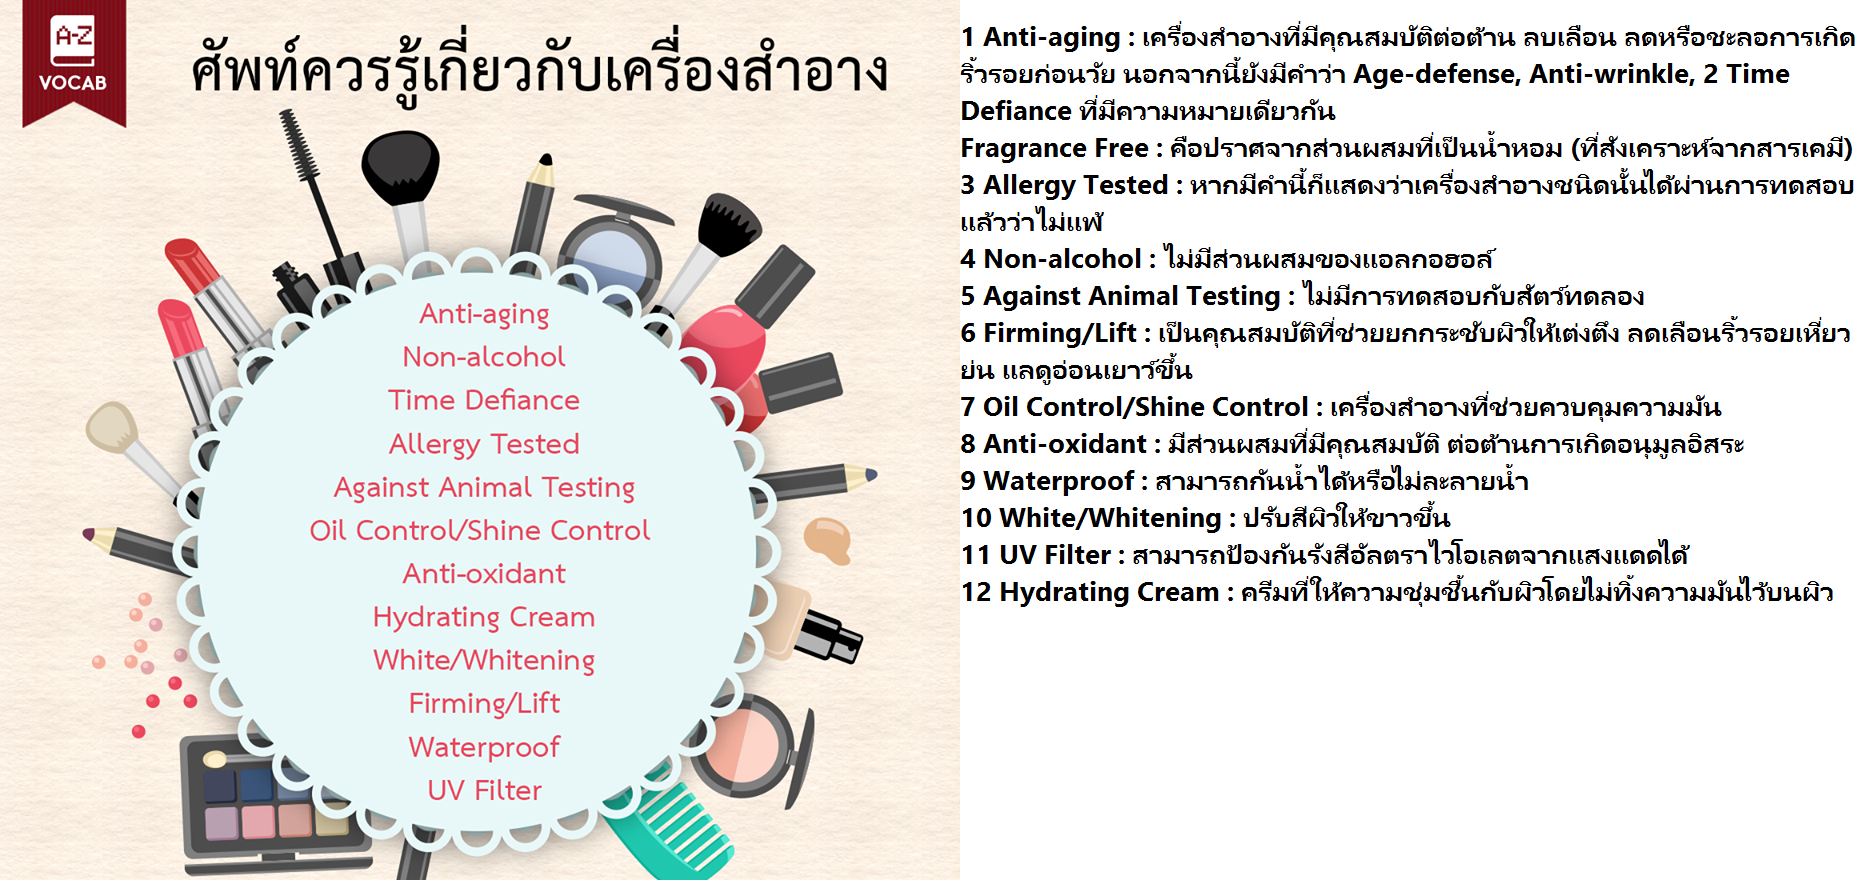 A-Z
VOCAB
ศัพท์ควรรู้เกี่ยวกับเครื่องสำอาง
Anti-aging
Non-alcohol
Time Defiance
Allergy Tested
Against Animal Testing
Oil Control/Shine Control
Anti-oxidant
Hydrating Cream
White/Whitening
Firming/Lift
Waterproof
UV Filter
1 Anti-aging : เครื่องสำอางที่มีคุณสมบัติต่อต้าน ลบเลือน ลดหรือชะลอการเกิด
ริ้วรอยก่อนวัย นอกจากนี้ยังมีคำว่า Age-defense, Anti-wrinkle, 2 Time
Defiance ที่มีความหมายเดียวกัน
Fragrance Free : คือปราศจากส่วนผสมที่เป็นน้ำหอม (ที่สังเคราะห์จากสารเคมี)
3 Allergy Tested : หากมีคำนี้ก็แสดงว่าเครื่องสำอางชนิดนั้นได้ผ่านการทดสอบ
แล้วว่าไม่แพ้
4 Non-alcohol : ไม่มีส่วนผสมของแอลกอฮอล์
5 Against Animal Testing : ไม่มีการทดสอบกับสัตว์ทดลอง
6 Firming/Lift : เป็นคุณสมบัติที่ช่วยยกกระชับผิวให้เต่งตึง ลดเลือนริ้วรอยเหี่ยว
ย่น แลดูอ่อนเยาว์ขึ้น
7 Oil Control/Shine Control : เครื่องสำอางที่ช่วยควบคุมความมัน
8 Anti-oxidant : มีส่วนผสมที่มีคุณสมบัติ ต่อต้านการเกิดอนุมูลอิสระ
9 Waterproof : สามารถกันน้ำได้หรือไม่ละลายน้ำ
10 White/Whitening : ปรับสีผิวให้ขาวขึ้น
11 UV Filter : สามารถป้องกันรังสีอัลตราไวโอเลตจากแสงแดดได้
12 Hydrating Cream : ครีมที่ให้ความชุ่มชื้นกับผิวโดยไม่ทิ้งความมันไว้บนผิว